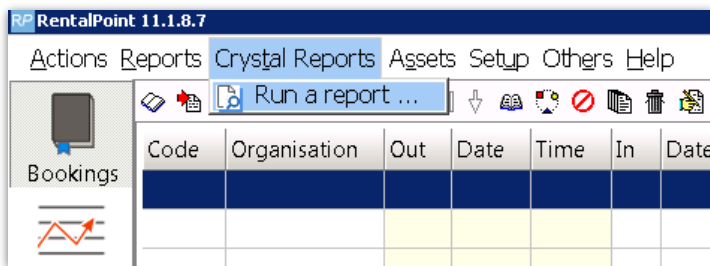 RP RentalPoint 11.1.8.7
Actions Reports Crystal Reports Assets Setup Others Help
Run a report ...
Code Organisation Out Date Time In Date
Bookings